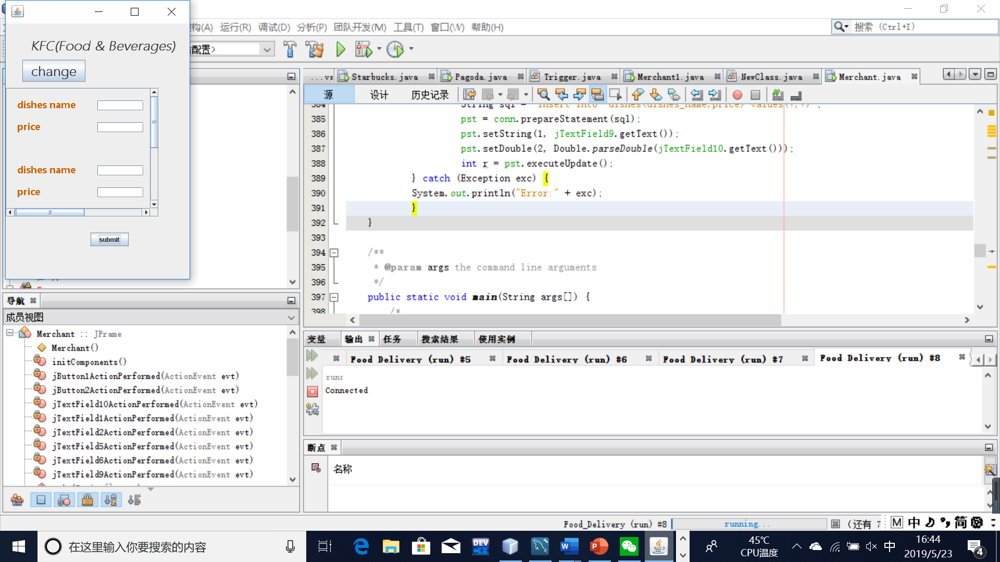 KFC(Food & Beverages)
change
dishes name
price
dishes name
price
submit
构(A) 运行(R) 调试(D) 分析(P) 团队开发(M) 工具(T) 窗口(W) 帮助(H)
搜索 (Ctrl+I)
配置>
Starbucks.java Pagoda.java Trigger.java Merchant1.java NewClass.java Merchant.java
源 设计 历史记录
384 String sql = "insert into dishes(dishes_name,price) values(?,?)";
385 pst = conn.prepareStatement(sql);
386 pst.setString(1, jTextField9.getText());
387 pst.setDouble(2, Double.parseDouble(jTextField10.getText()));
388 int r = pst.executeUpdate();
389 } catch (Exception exc) {
390 System.out.println("Error:" + exc);
391 }
392 }
393
394 /**
395 * @param args the command line arguments
396 */
397 public static void main(String args[]) {
398 /*
导航
成员视图
Merchant :: JFrame
Merchant()
initComponents()
jButton1ActionPerformed(ActionEvent evt)
jButton2ActionPerformed(ActionEvent evt)
jTextField10ActionPerformed(ActionEvent evt)
jTextField1ActionPerformed(ActionEvent evt)
jTextField2ActionPerformed(ActionEvent evt)
jTextField5ActionPerformed(ActionEvent evt)
jTextField6ActionPerformed(ActionEvent evt)
jTextField9ActionPerformed(ActionEvent evt)
变量 输出 任务 搜索结果 使用实例
Food Delivery (run) #5 Food Delivery (run) #6 Food Delivery (run) #7 Food Delivery (run) #8
run:
Connected
断点
名称
Food_Delivery (run) #8 running... (还有 7
M 中 简
在这里输入你要搜索的内容
DEV C++
45℃
CPU温度
中
16:44
2019/5/23
4